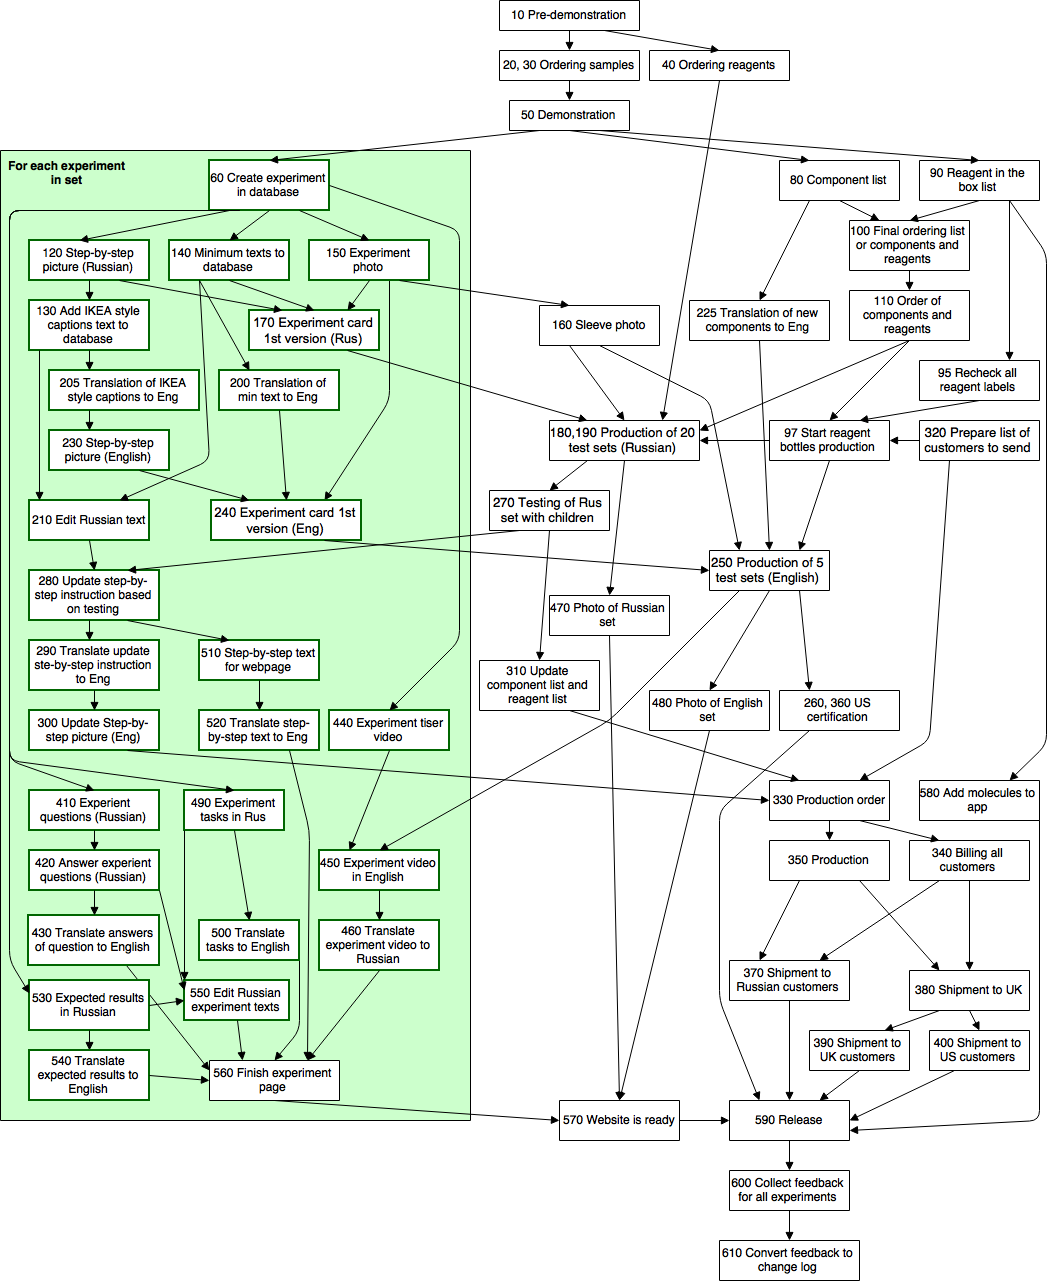 10 Pre-demonstration
20, 30 Ordering samples
40 Ordering reagents
50 Demonstration
For each experiment
in set
60 Create experiment
in database
80 Component list
90 Reagent in the
box list
100 Final ordering list
or components and
reagents
120 Step-by-step
picture (Russian)
140 Minimum texts to
database
150 Experiment
photo
110 Order of
components and
reagents
130 Add IKEA style
captions text to
database
170 Experiment card
1st version (Rus)
160 Sleeve photo
225 Translation of new
components to Eng
95 Recheck all
reagent labels
205 Translation of IKEA
style captions to Eng
200 Translation of
min text to Eng
180,190 Production of 20
test sets (Russian)
97 Start reagent
bottles production
320 Prepare list of
customers to send
230 Step-by-step
picture (English)
210 Edit Russian text
240 Experiment card 1st
version (Eng)
270 Testing of Rus
set with children
250 Production of 5
test sets (English)
280 Update step-by-
step instruction based
on testing
470 Photo of Russian
set
290 Translate update
ste-by-step instruction
to Eng
510 Step-by-step text
for webpage
310 Update
component list and
reagent list
300 Update Step-by-
step picture (Eng)
520 Translate step-
by-step text to Eng
440 Experiment tiser
video
480 Photo of English
set
260, 360 US
certification
410 Experient
questions (Russian)
490 Experiment
tasks in Rus
330 Production order
580 Add molecules to
app
420 Answer experient
questions (Russian)
450 Experiment video
in English
350 Production
340 Billing all
customers
430 Translate answers
of question to English
500 Translate
tasks to English
460 Translate
experiment video to
Russian
370 Shipment to
Russian customers
380 Shipment to UK
530 Expected results
in Russian
550 Edit Russian
experiment texts
390 Shipment to
UK customers
400 Shipment to
US customers
540 Translate
expected results to
English
560 Finish experiment
page
570 Website is ready
590 Release
600 Collect feedback
for all experiments
610 Convert feedback to
change log